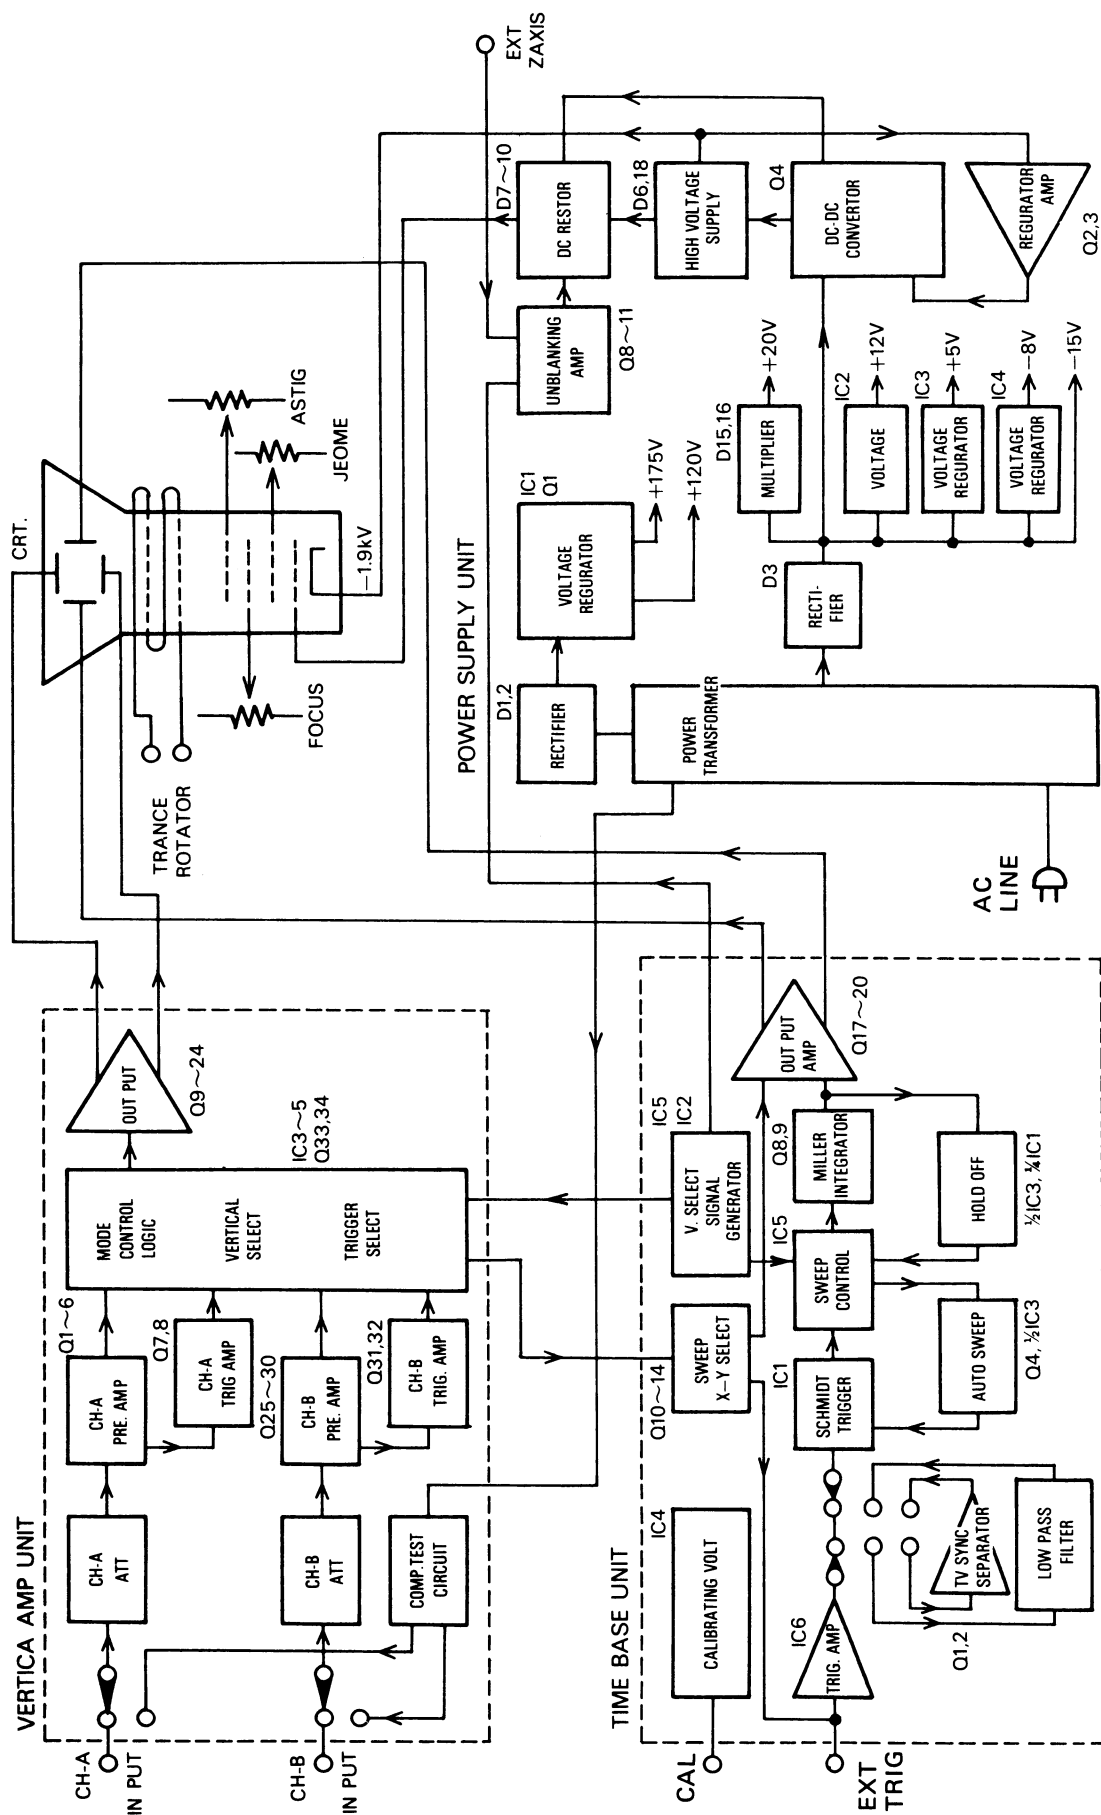 VERTICA AMP UNIT
CH-A
IN PUT
CH-A
ATT
CH-A
PRE. AMP
Q1～6
CH-A
TRIG AMP
Q7,8
CH-B
IN PUT
CH-B
ATT
CH-B
PRE. AMP
Q25～30
CH-B
TRIG. AMP
Q31,32
COMP.TEST
CIRCUIT
MODE
CONTROL
LOGIC
VERTICAL
SELECT
TRIGGER
SELECT
IC3～5
Q33,34
OUT PUT
Q9～24
CRT.
TRANCE
ROTATOR
FOCUS
ASTIG
JEOME
−1.9kV
EXT
ZAXIS
TIME BASE UNIT
CAL
CALIBRATING VOLT
IC4
EXT
TRIG
TRIG. AMP
IC6
TV SYNC
SEPARATOR
Q1,2
LOW PASS
FILTER
SCHMIDT
TRIGGER
IC1
SWEEP
X−Y SELECT
Q10～14
V. SELECT
SIGNAL
GENERATOR
IC5
IC2
SWEEP
CONTROL
IC5
AUTO SWEEP
Q4, ½IC3
MILLER
INTEGRATOR
Q8,9
HOLD OFF
½IC3, ¼IC1
OUT PUT
AMP
Q17～20
POWER SUPPLY UNIT
AC
LINE
POWER
TRANSFORMER
RECTIFIER
D1,2
VOLTAGE
REGURATOR
IC1
Q1
+175V
+120V
RECTI-
FIER
D3
MULTIPLIER
D15,16
+20V
VOLTAGE
IC2
+12V
VOLTAGE
REGURATOR
IC3
+5V
VOLTAGE
REGURATOR
IC4
−8V
−15V
UNBLANKING
AMP
Q8～11
DC RESTOR
D7～10
HIGH VOLTAGE
SUPPLY
D6,18
DC-DC
CONVERTOR
Q4
REGURATOR
AMP
Q2,3